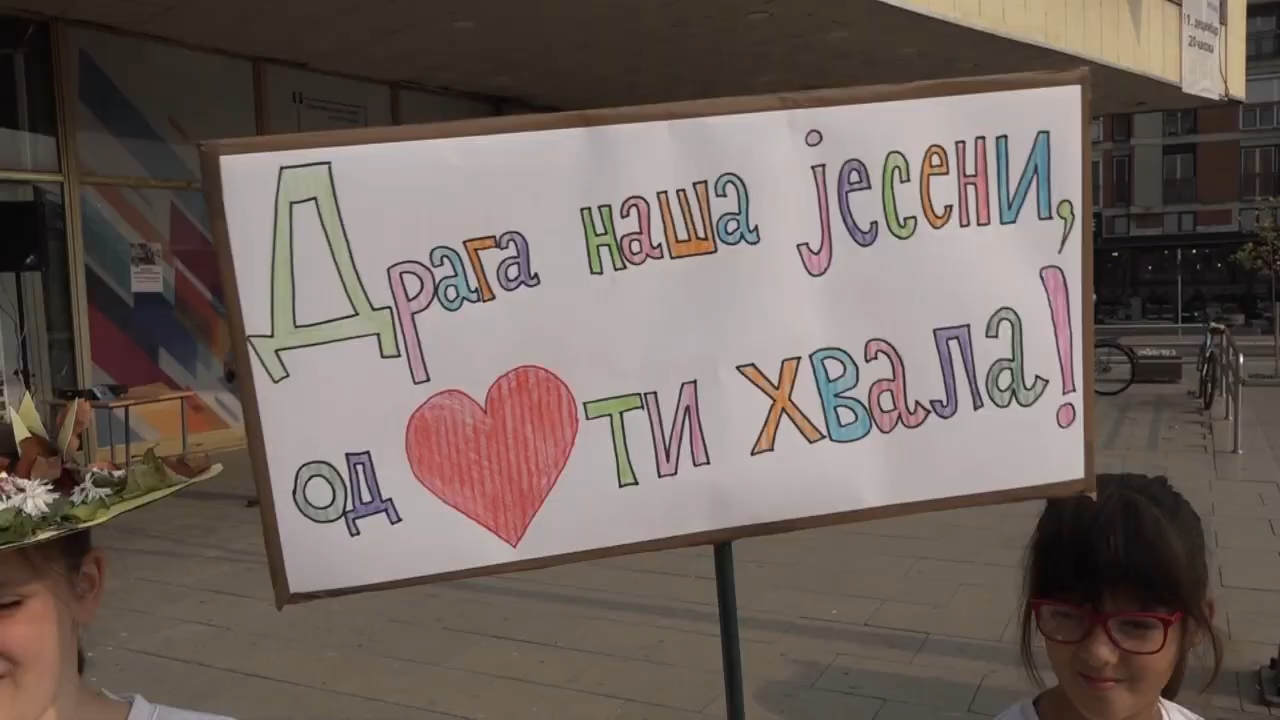 Драга наша јесени,
од ❤ ти хвала!